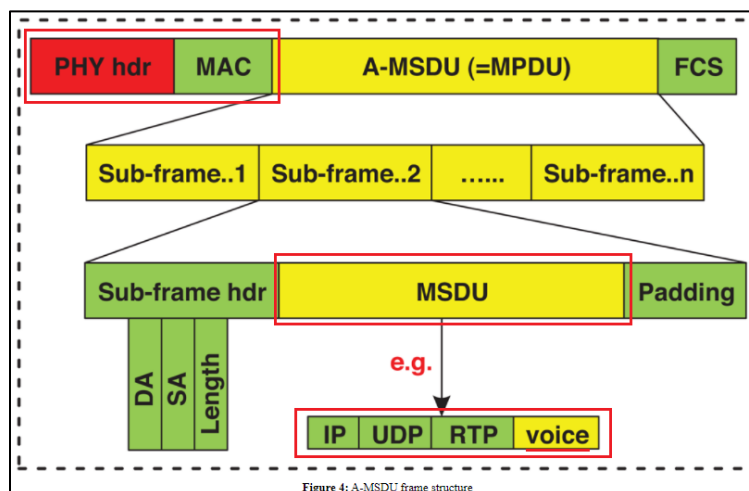 PHY hdr MAC A-MSDU (=MPDU) FCS
Sub-frame..1 Sub-frame..2 …... Sub-frame..n
Sub-frame hdr MSDU Padding
DA SA Length
e.g.
IP UDP RTP voice
Figure 4: A-MSDU frame structure